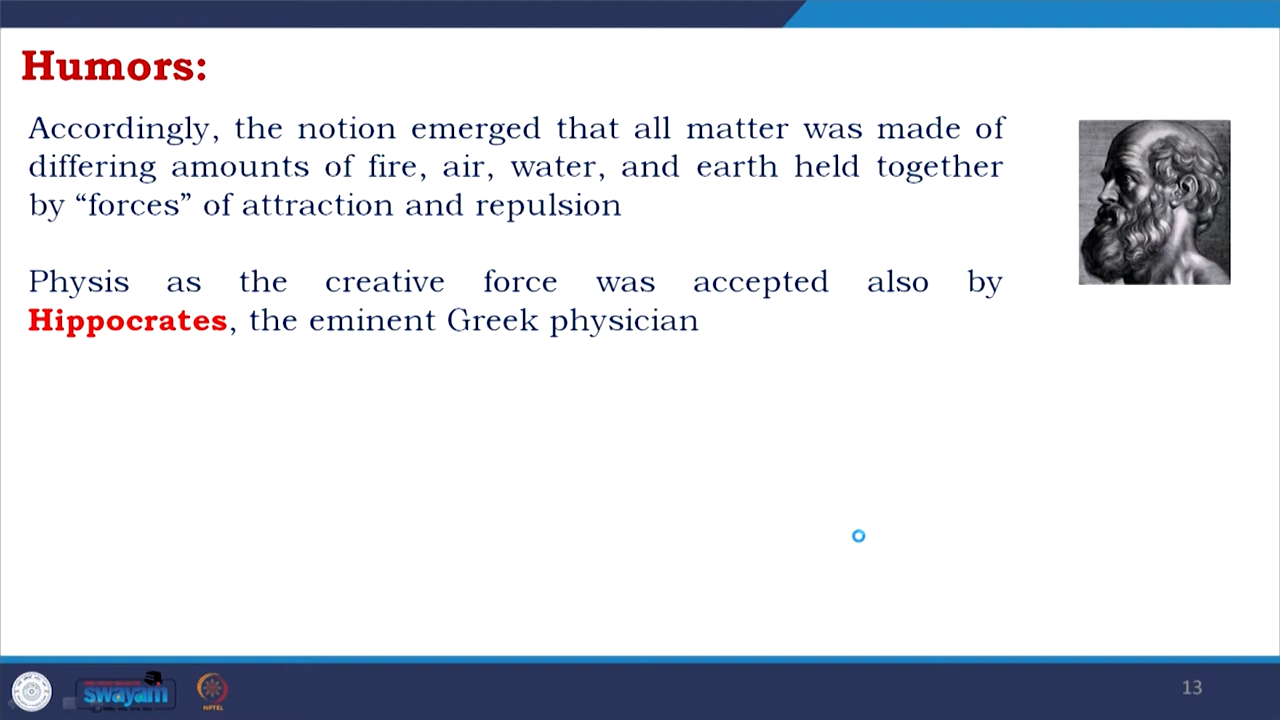 Humors:
Accordingly, the notion emerged that all matter was made of
differing amounts of fire, air, water, and earth held together
by “forces” of attraction and repulsion
Physis as the creative force was accepted also by
Hippocrates, the eminent Greek physician
swayam
NPTEL
13